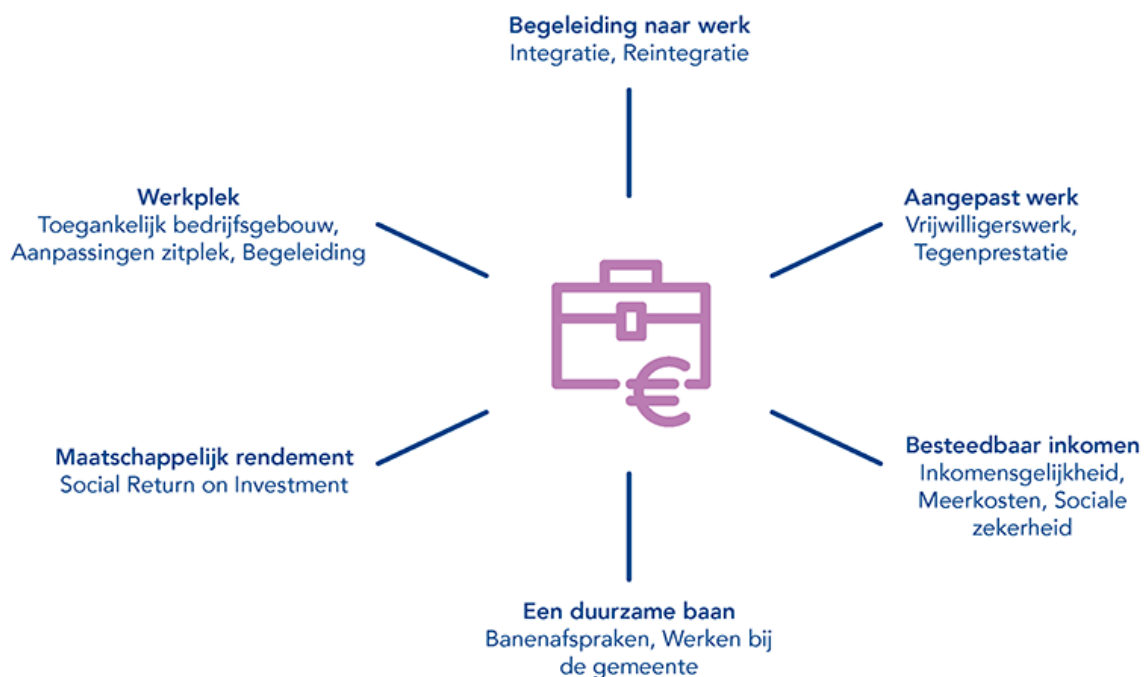 Begeleiding naar werk
Integratie, Reintegratie
Werkplek
Toegankelijk bedrijfsgebouw,
Aanpassingen zitplek, Begeleiding
Aangepast werk
Vrijwilligerswerk,
Tegenprestatie
€
Maatschappelijk rendement
Social Return on Investment
Besteedbaar inkomen
Inkomensgelijkheid,
Meerkosten, Sociale
zekerheid
Een duurzame baan
Banenafspraken, Werken bij
de gemeente